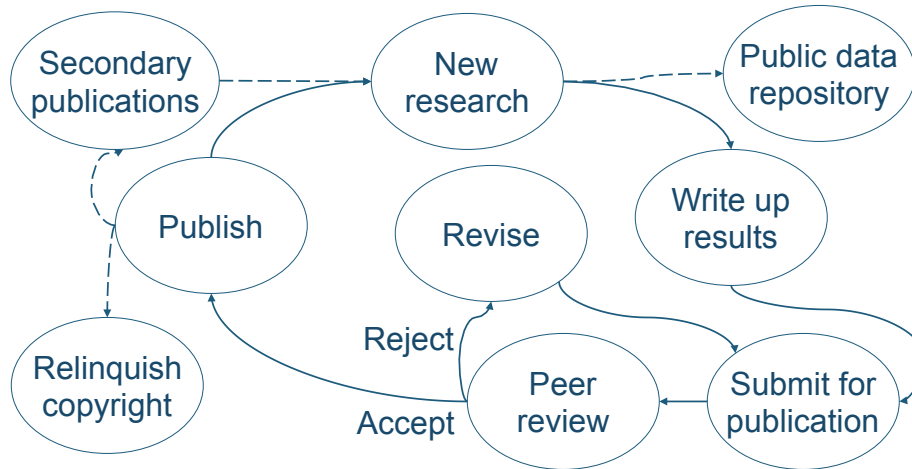 Secondary
publications
New
research
Public data
repository
Publish
Revise
Write up
results
Reject
Relinquish
copyright
Accept
Peer
review
Submit for
publication